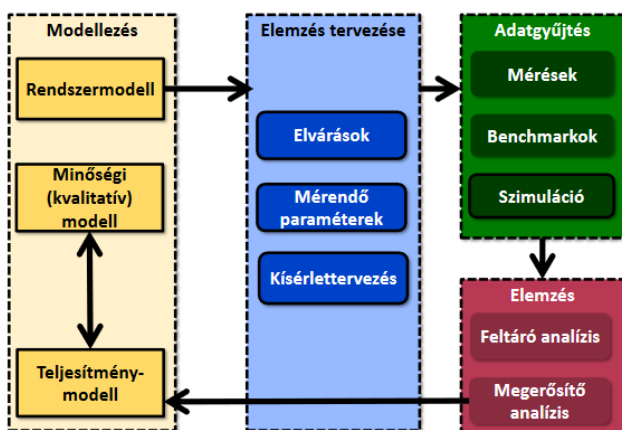 Modellezés
Rendszermodell
Minőségi
(kvalitatív)
modell
Teljesítmény-
modell
Elemzés tervezése
Elvárások
Mérendő
paraméterek
Kísérlettervezés
Adatgyűjtés
Mérések
Benchmarkok
Szimuláció
Elemzés
Feltáró analízis
Megerősítő
analízis